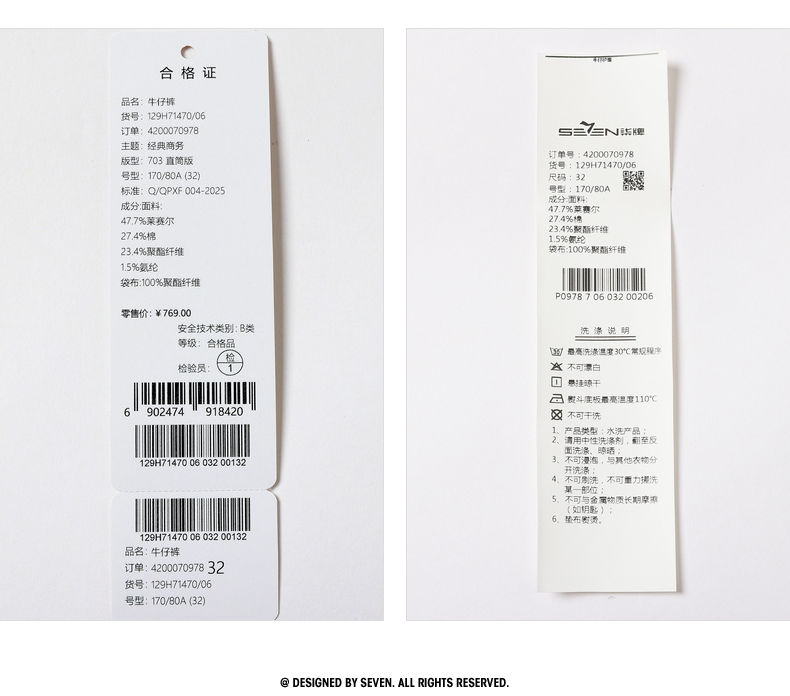 合格证
品名: 牛仔裤
货号: 129H71470/06
订单: 4200070978
主题: 经典商务
版型: 703 直筒版
号型: 170/80A (32)
标准: Q/QPXF 004-2025
成分:面料:
47.7%莱赛尔
27.4%棉
23.4%聚酯纤维
1.5%氨纶
袋布:100%聚酯纤维
零售价: ¥769.00
安全技术类别: B类
等级: 合格品
检验员: 检 1
6 902474 918420
129H71470 06 032 00132
129H71470 06 032 00132
品名: 牛仔裤
订单: 4200070978 32
货号: 129H71470/06
号型: 170/80A (32)
SEVEN 柒牌
订单号: 4200070978
货号: 129H71470/06
尺码: 32
号型: 170/80A
成分:面料:
47.7%莱赛尔
27.4%棉
23.4%聚酯纤维
1.5%氨纶
袋布:100%聚酯纤维
P0978 7 06 032 00206
洗涤说明
最高洗涤温度30℃常规程序
不可漂白
悬挂晾干
熨斗底板最高温度110℃
不可干洗
1、产品类型: 水洗产品;
2、请用中性洗涤剂, 翻至反
面洗涤、晾晒;
3、不可浸泡, 与其他衣物分
开洗涤;
4、不可刷洗, 不可重力搓洗
某一部位;
5、不可与金属物质长期摩擦
(如钥匙);
6、垫布熨烫。
@ DESIGNED BY SEVEN. ALL RIGHTS RESERVED.